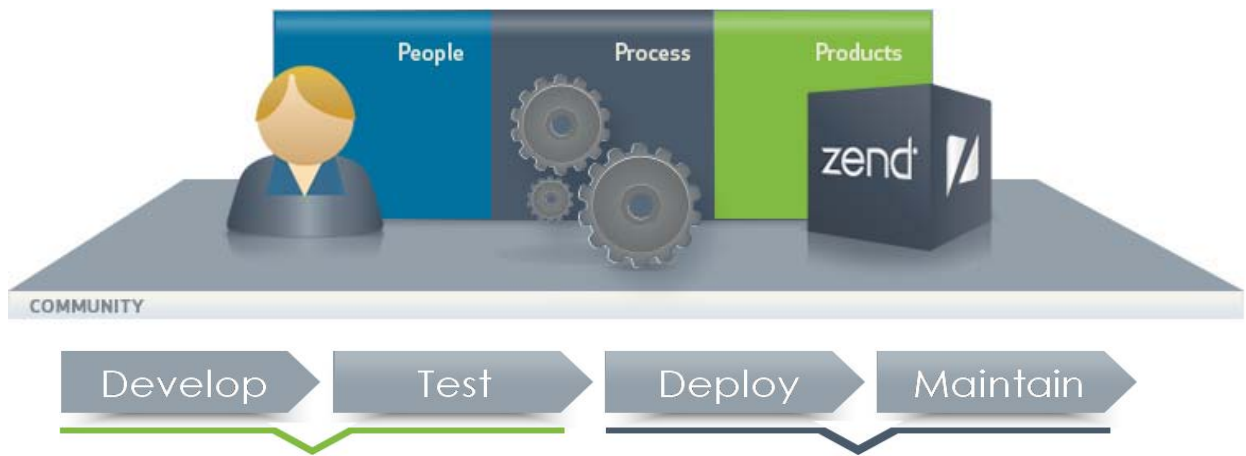 People Process Products
zend
COMMUNITY
Develop Test Deploy Maintain